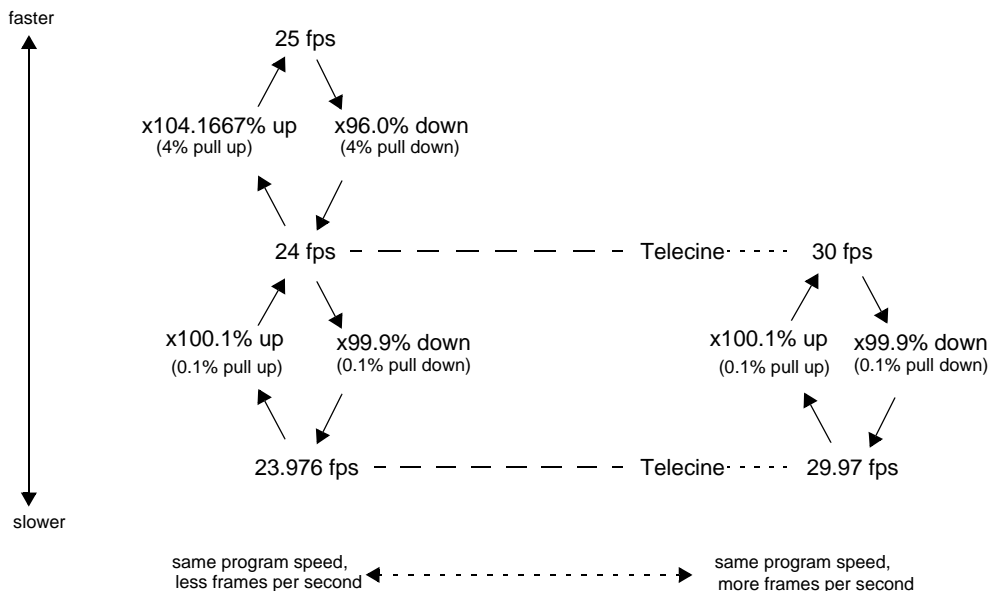 faster
25 fps
x104.1667% up
(4% pull up)
x96.0% down
(4% pull down)
24 fps
Telecine
30 fps
x100.1% up
(0.1% pull up)
x99.9% down
(0.1% pull down)
x100.1% up
(0.1% pull up)
x99.9% down
(0.1% pull down)
23.976 fps
Telecine
29.97 fps
slower
same program speed,
less frames per second
same program speed,
more frames per second